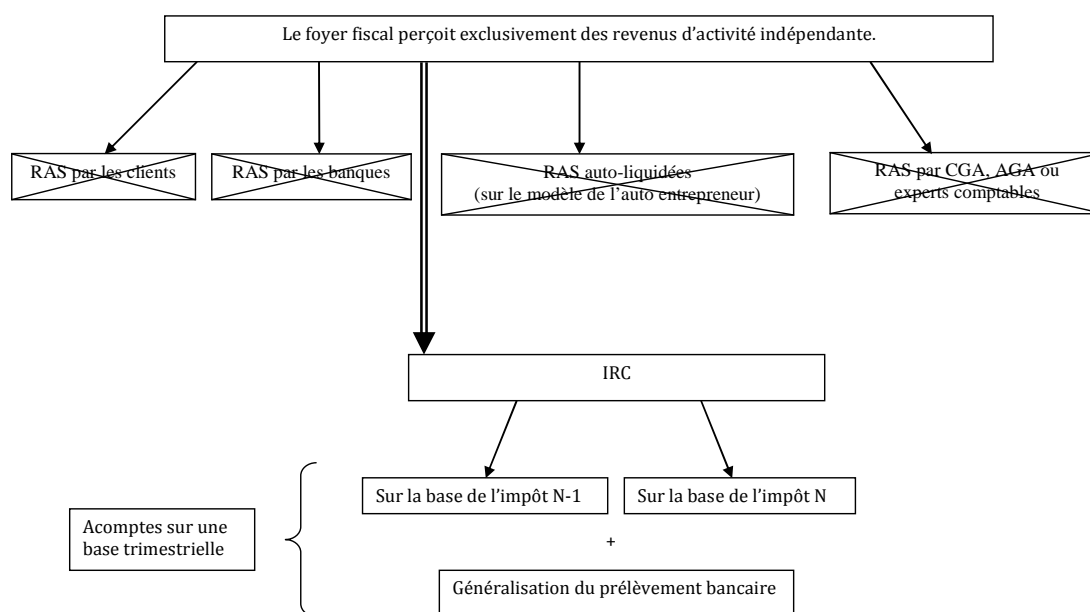 Le foyer fiscal perçoit exclusivement des revenus d’activité indépendante.
RAS par les clients
RAS par les banques
RAS auto-liquidées
(sur le modèle de l’auto entrepreneur)
RAS par CGA, AGA ou
experts comptables
IRC
Sur la base de l’impôt N-1
Sur la base de l’impôt N
Acomptes sur une
base trimestrielle
+
Généralisation du prélèvement bancaire